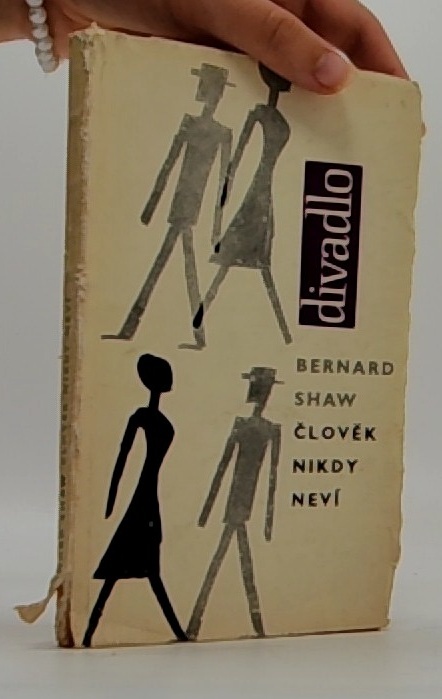 divadlo
BERNARD
SHAW
ČLOVĚK
NIKDY
NEVÍ